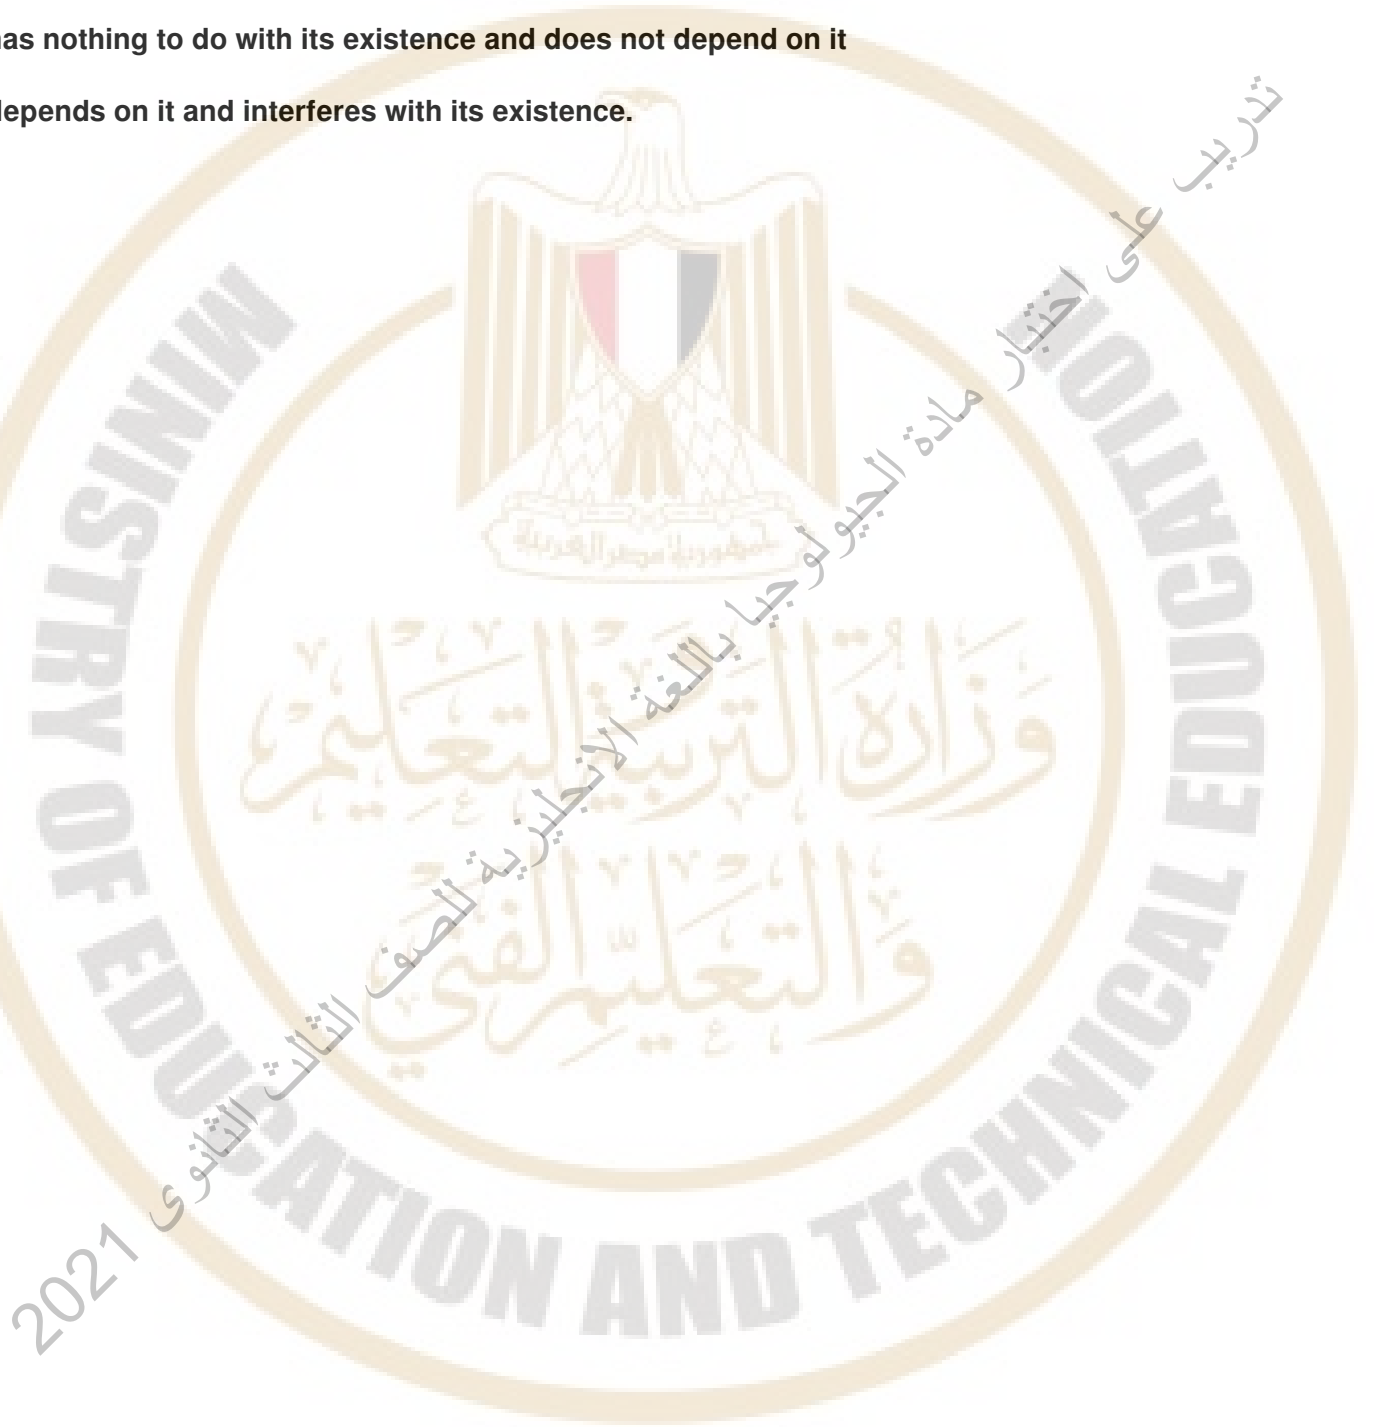 has nothing to do with its existence and does not depend on it
depends on it and interferes with its existence.
جمهورية مصر العربية
وزارة التربية والتعليم
والتعليم الفني
MINISTRY OF EDUCATION AND TECHNICAL EDUCATION
تدريب على اختبار مادة الجيولوجيا باللغة الانجليزية للصف الثالث الثانوى 2021